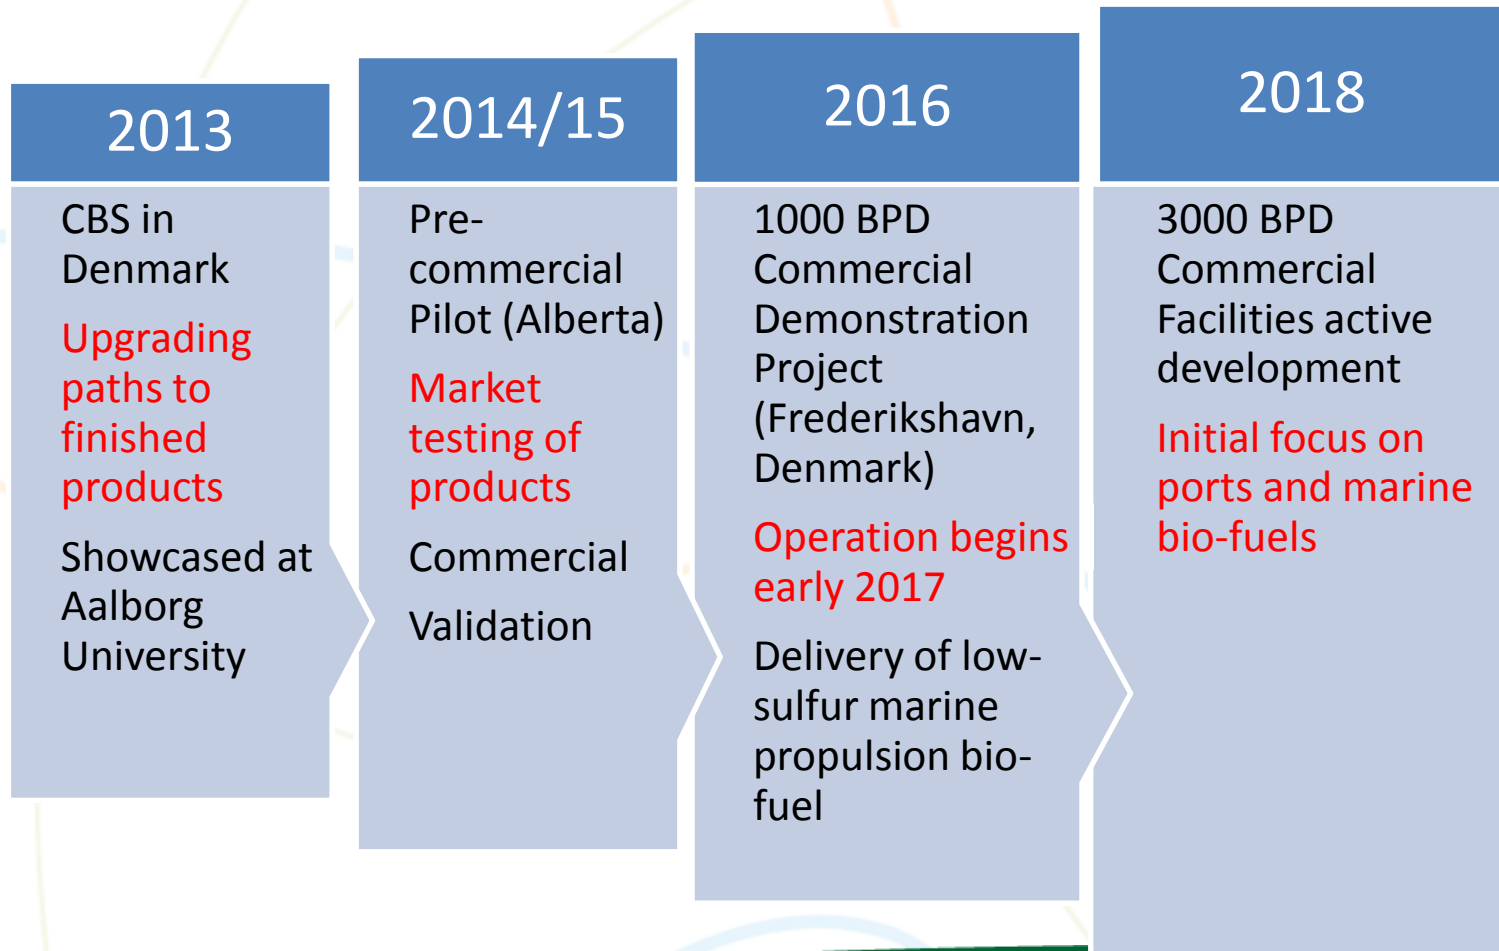 2013
CBS in
Denmark
Upgrading
paths to
finished
products
Showcased at
Aalborg
University
2014/15
Pre-
commercial
Pilot (Alberta)
Market
testing of
products
Commercial
Validation
2016
1000 BPD
Commercial
Demonstration
Project
(Frederikshavn,
Denmark)
Operation begins
early 2017
Delivery of low-
sulfur marine
propulsion bio-
fuel
2018
3000 BPD
Commercial
Facilities active
development
Initial focus on
ports and marine
bio-fuels